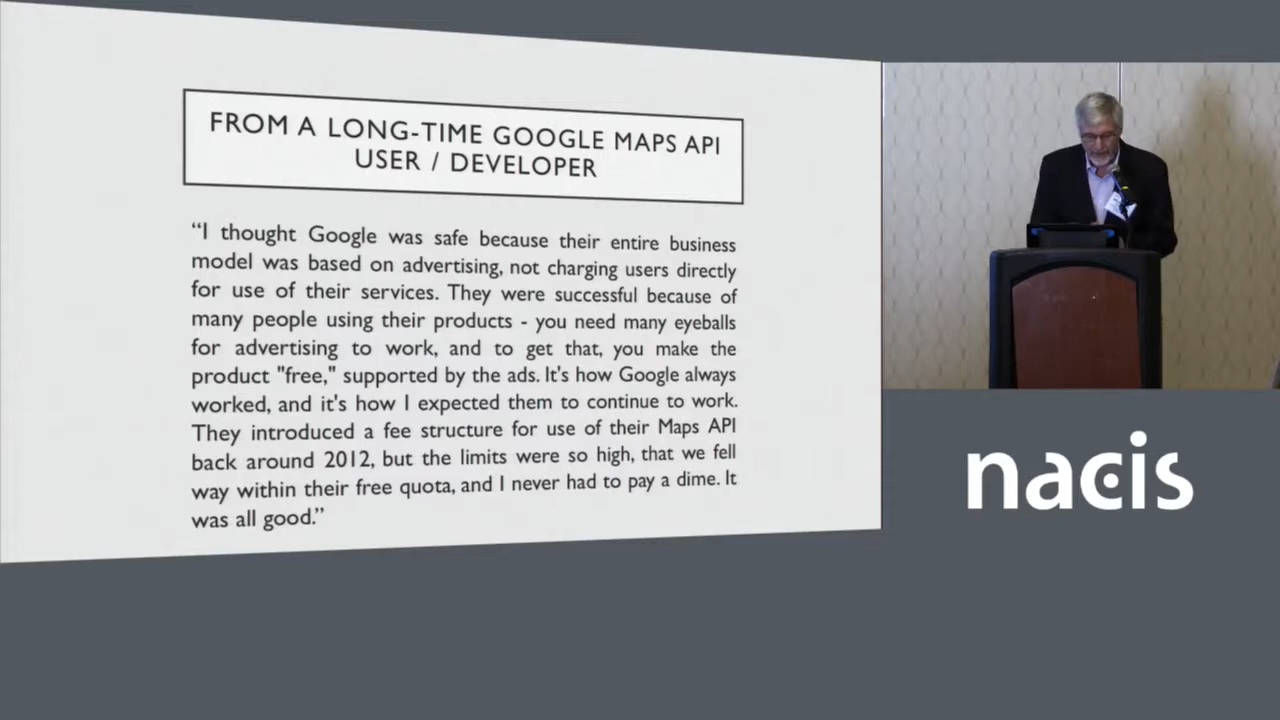 FROM A LONG-TIME GOOGLE MAPS API
USER / DEVELOPER
“I thought Google was safe because their entire business
model was based on advertising, not charging users directly
for use of their services. They were successful because of
many people using their products - you need many eyeballs
for advertising to work, and to get that, you make the
product "free," supported by the ads. It's how Google always
worked, and it's how I expected them to continue to work.
They introduced a fee structure for use of their Maps API
back around 2012, but the limits were so high, that we fell
way within their free quota, and I never had to pay a dime. It
was all good.”
nacis